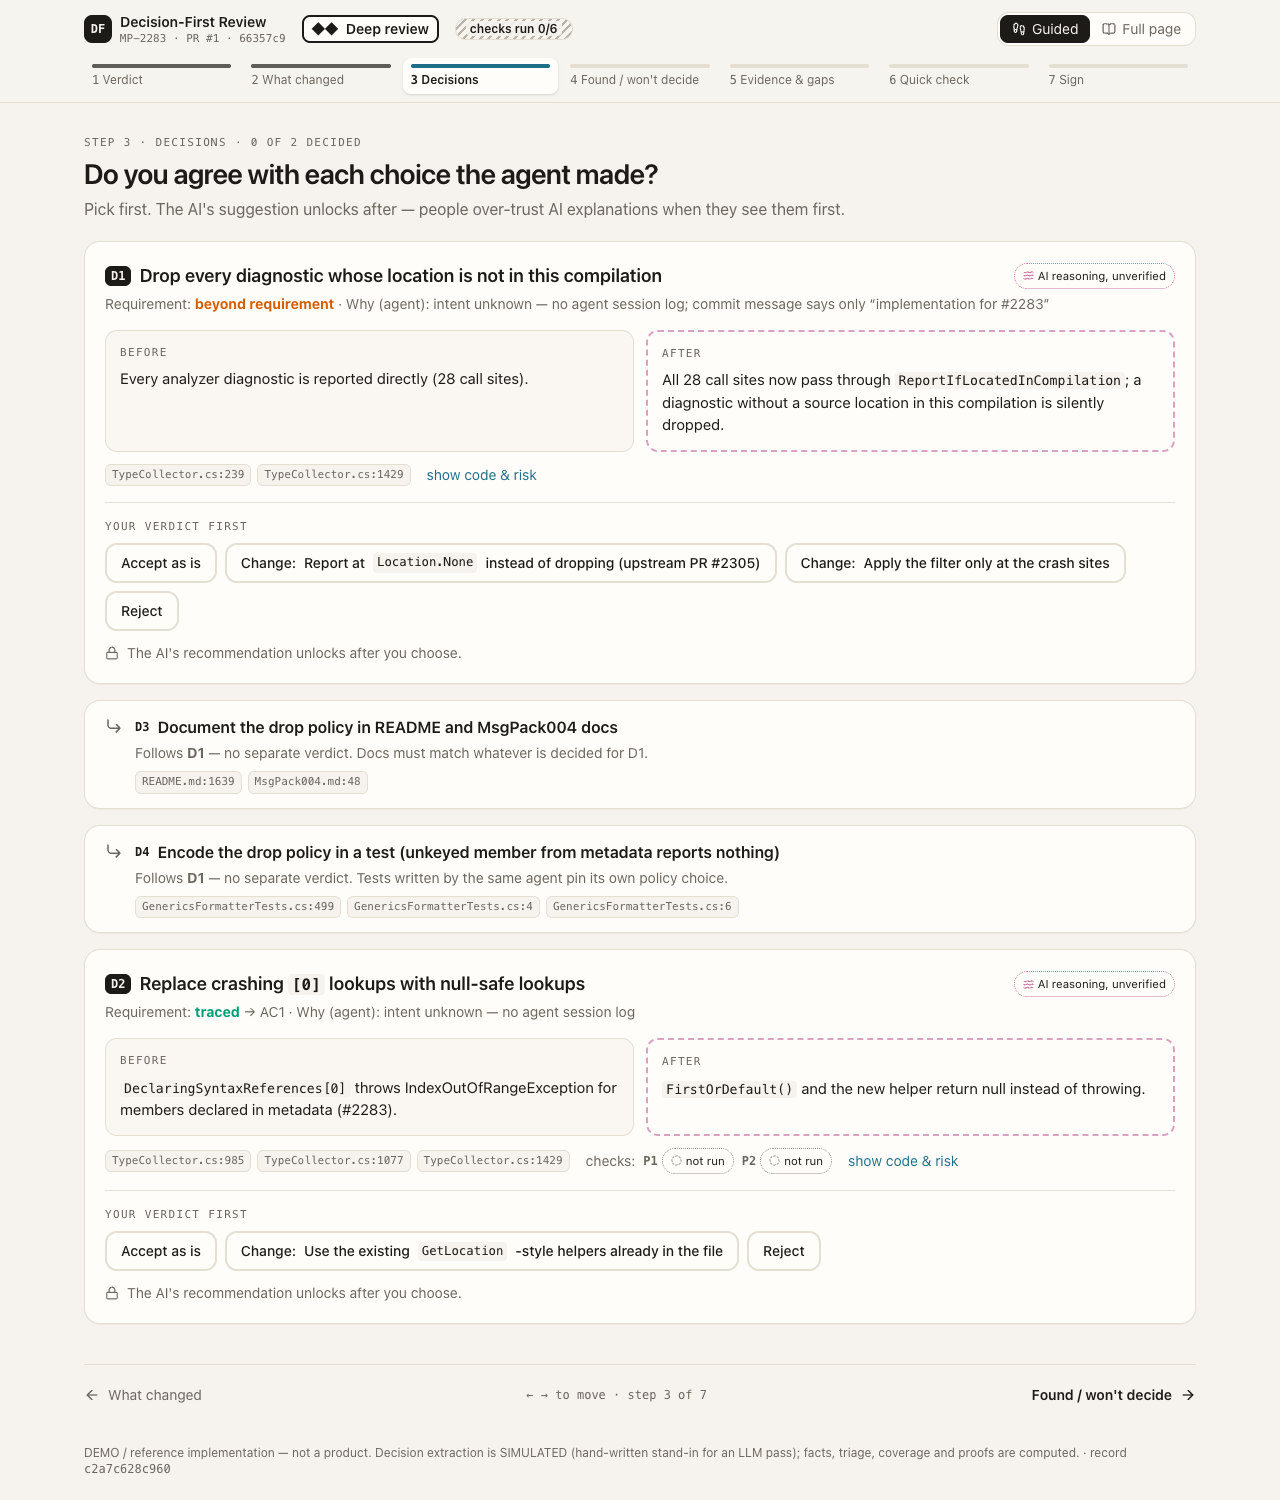 DF
Decision-First Review
MP-2283 · PR #1 · 66357c9
◆◆ Deep review
checks run 0/6
Guided
Full page
1 Verdict
2 What changed
3 Decisions
4 Found / won't decide
5 Evidence & gaps
6 Quick check
7 Sign
STEP 3 · DECISIONS · 0 OF 2 DECIDED
Do you agree with each choice the agent made?
Pick first. The AI's suggestion unlocks after — people over-trust AI explanations when they see them first.
D1 Drop every diagnostic whose location is not in this compilation
AI reasoning, unverified
Requirement: beyond requirement · Why (agent): intent unknown — no agent session log; commit message says only “implementation for #2283”
BEFORE
Every analyzer diagnostic is reported directly (28 call sites).
AFTER
All 28 call sites now pass through ReportIfLocatedInCompilation; a
diagnostic without a source location in this compilation is silently
dropped.
TypeCollector.cs:239 TypeCollector.cs:1429 show code & risk
YOUR VERDICT FIRST
Accept as is
Change: Report at Location.None instead of dropping (upstream PR #2305)
Change: Apply the filter only at the crash sites
Reject
The AI's recommendation unlocks after you choose.
D3 Document the drop policy in README and MsgPack004 docs
Follows D1 — no separate verdict. Docs must match whatever is decided for D1.
README.md:1639 MsgPack004.md:48
D4 Encode the drop policy in a test (unkeyed member from metadata reports nothing)
Follows D1 — no separate verdict. Tests written by the same agent pin its own policy choice.
GenericsFormatterTests.cs:499 GenericsFormatterTests.cs:4 GenericsFormatterTests.cs:6
D2 Replace crashing [0] lookups with null-safe lookups
AI reasoning, unverified
Requirement: traced → AC1 · Why (agent): intent unknown — no agent session log
BEFORE
DeclaringSyntaxReferences[0] throws IndexOutOfRangeException for
members declared in metadata (#2283).
AFTER
FirstOrDefault() and the new helper return null instead of throwing.
TypeCollector.cs:985 TypeCollector.cs:1077 TypeCollector.cs:1429 checks: P1 not run P2 not run show code & risk
YOUR VERDICT FIRST
Accept as is
Change: Use the existing GetLocation -style helpers already in the file
Reject
The AI's recommendation unlocks after you choose.
← What changed
← → to move · step 3 of 7
Found / won't decide →
DEMO / reference implementation — not a product. Decision extraction is SIMULATED (hand-written stand-in for an LLM pass); facts, triage, coverage and proofs are computed. · record
c2a7c628c960